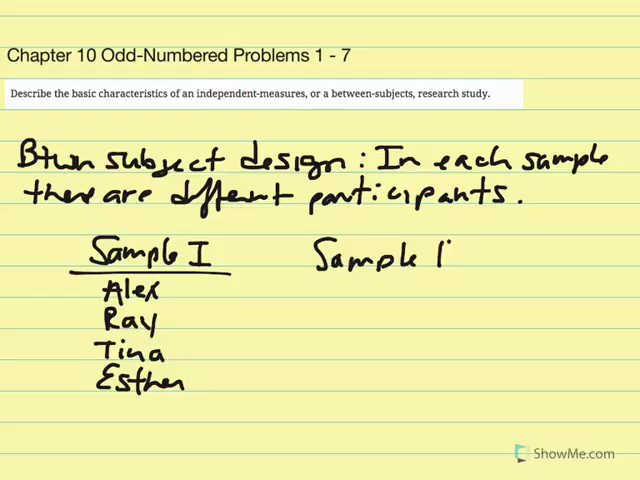 Chapter 10 Odd-Numbered Problems 1 - 7
Describe the basic characteristics of an independent-measures, or a between-subjects, research study.
Btwn subject design : In each sample
there are different participants.
Sample I Sample I
Alex
Ray
Tina
Esther
ShowMe.com